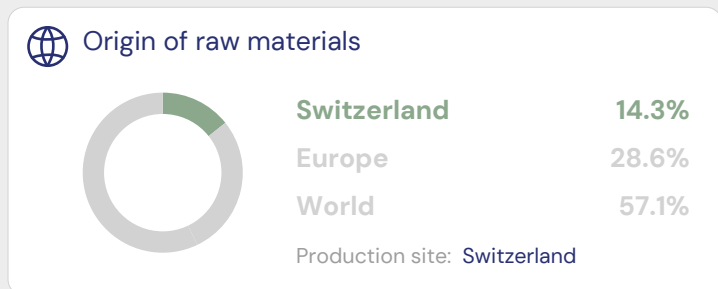 Origin of raw materials
Switzerland 14.3%
Europe 28.6%
World 57.1%
Production site: Switzerland